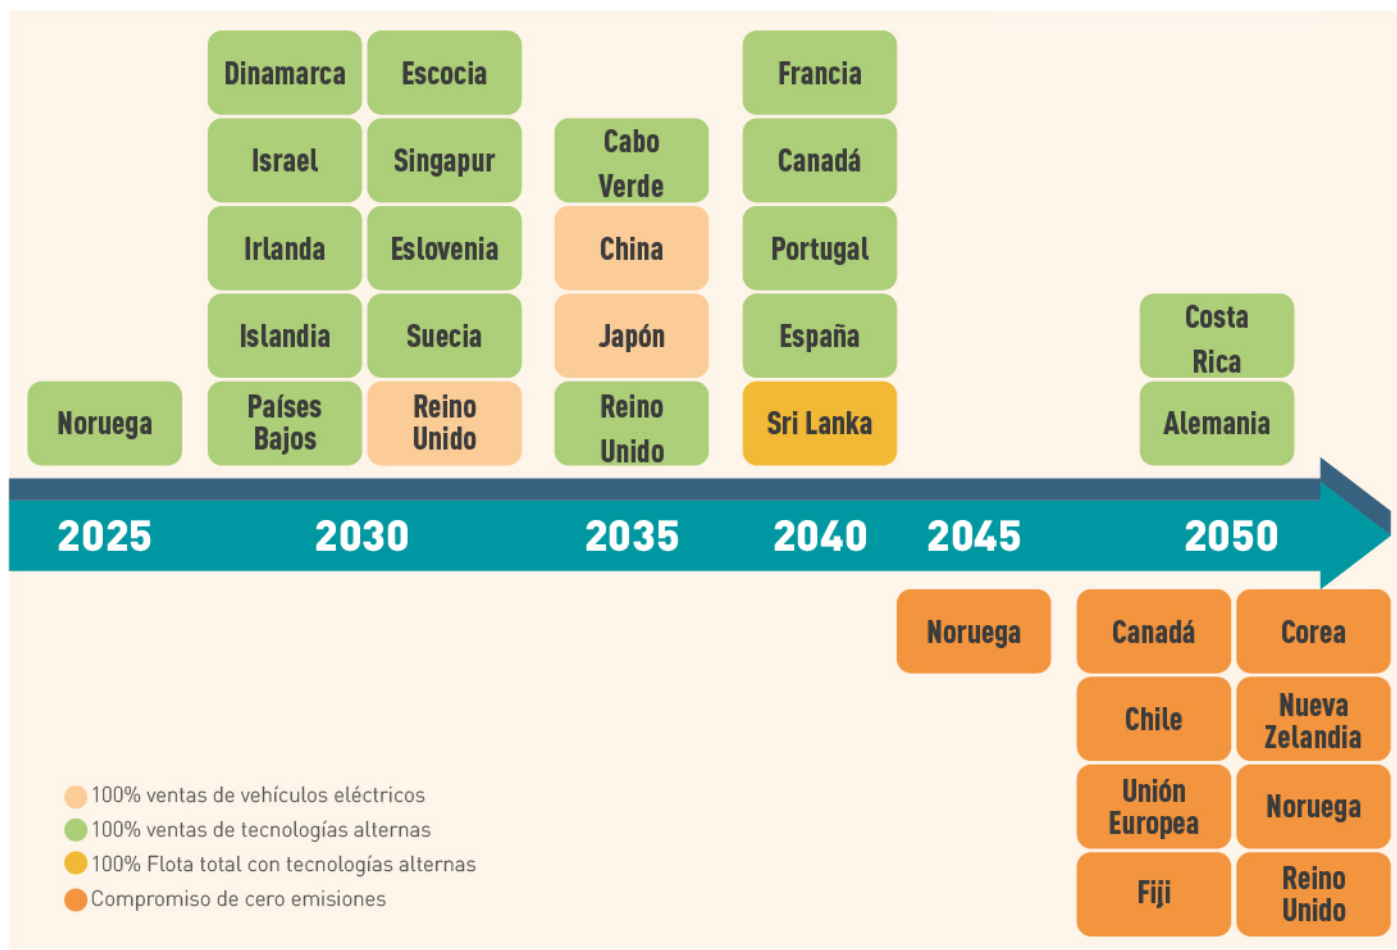 Dinamarca
Escocia
Francia
Israel
Singapur
Cabo
Verde
Canadá
Irlanda
Eslovenia
China
Portugal
Islandia
Suecia
Japón
España
Costa
Rica
Noruega
Países
Bajos
Reino
Unido
Reino
Unido
Sri Lanka
Alemania
2025
2030
2035
2040
2045
2050
Noruega
Canadá
Corea
Chile
Nueva
Zelandia
Unión
Europea
Noruega
Fiji
Reino
Unido
100% ventas de vehículos eléctricos
100% ventas de tecnologías alternas
100% Flota total con tecnologías alternas
Compromiso de cero emisiones